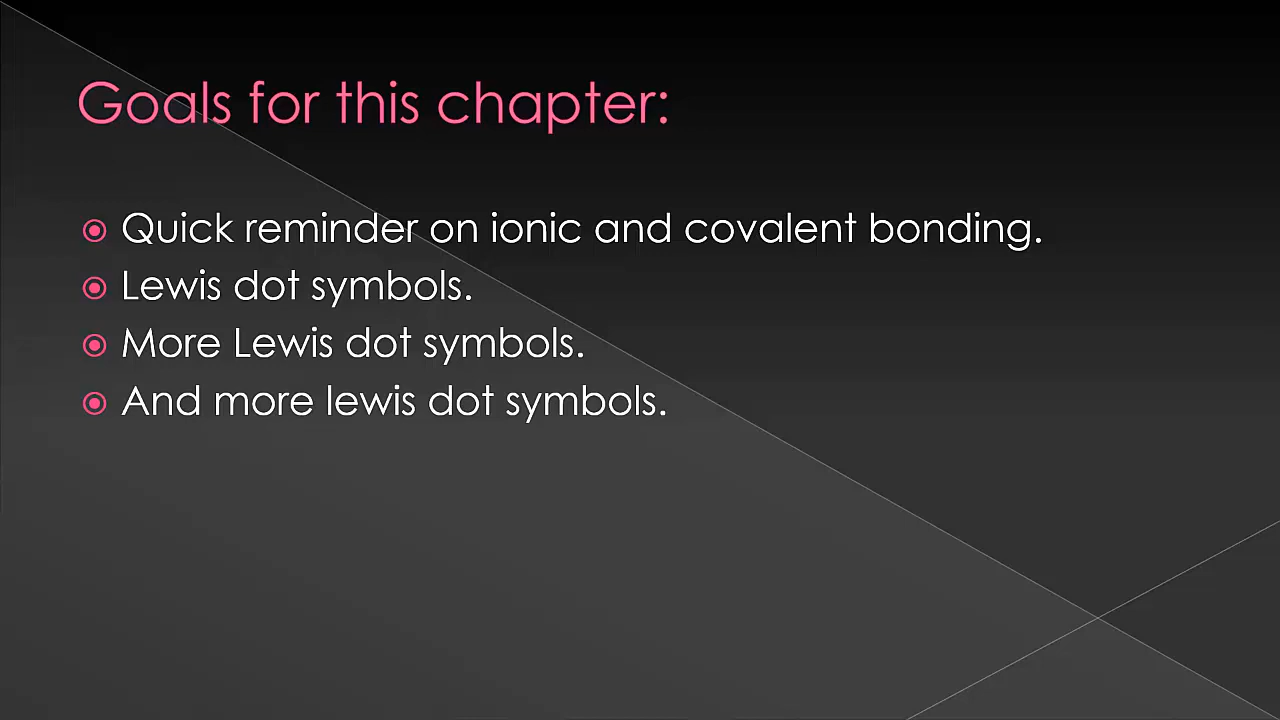 Goals for this chapter:
Quick reminder on ionic and covalent bonding.
Lewis dot symbols.
More Lewis dot symbols.
And more lewis dot symbols.